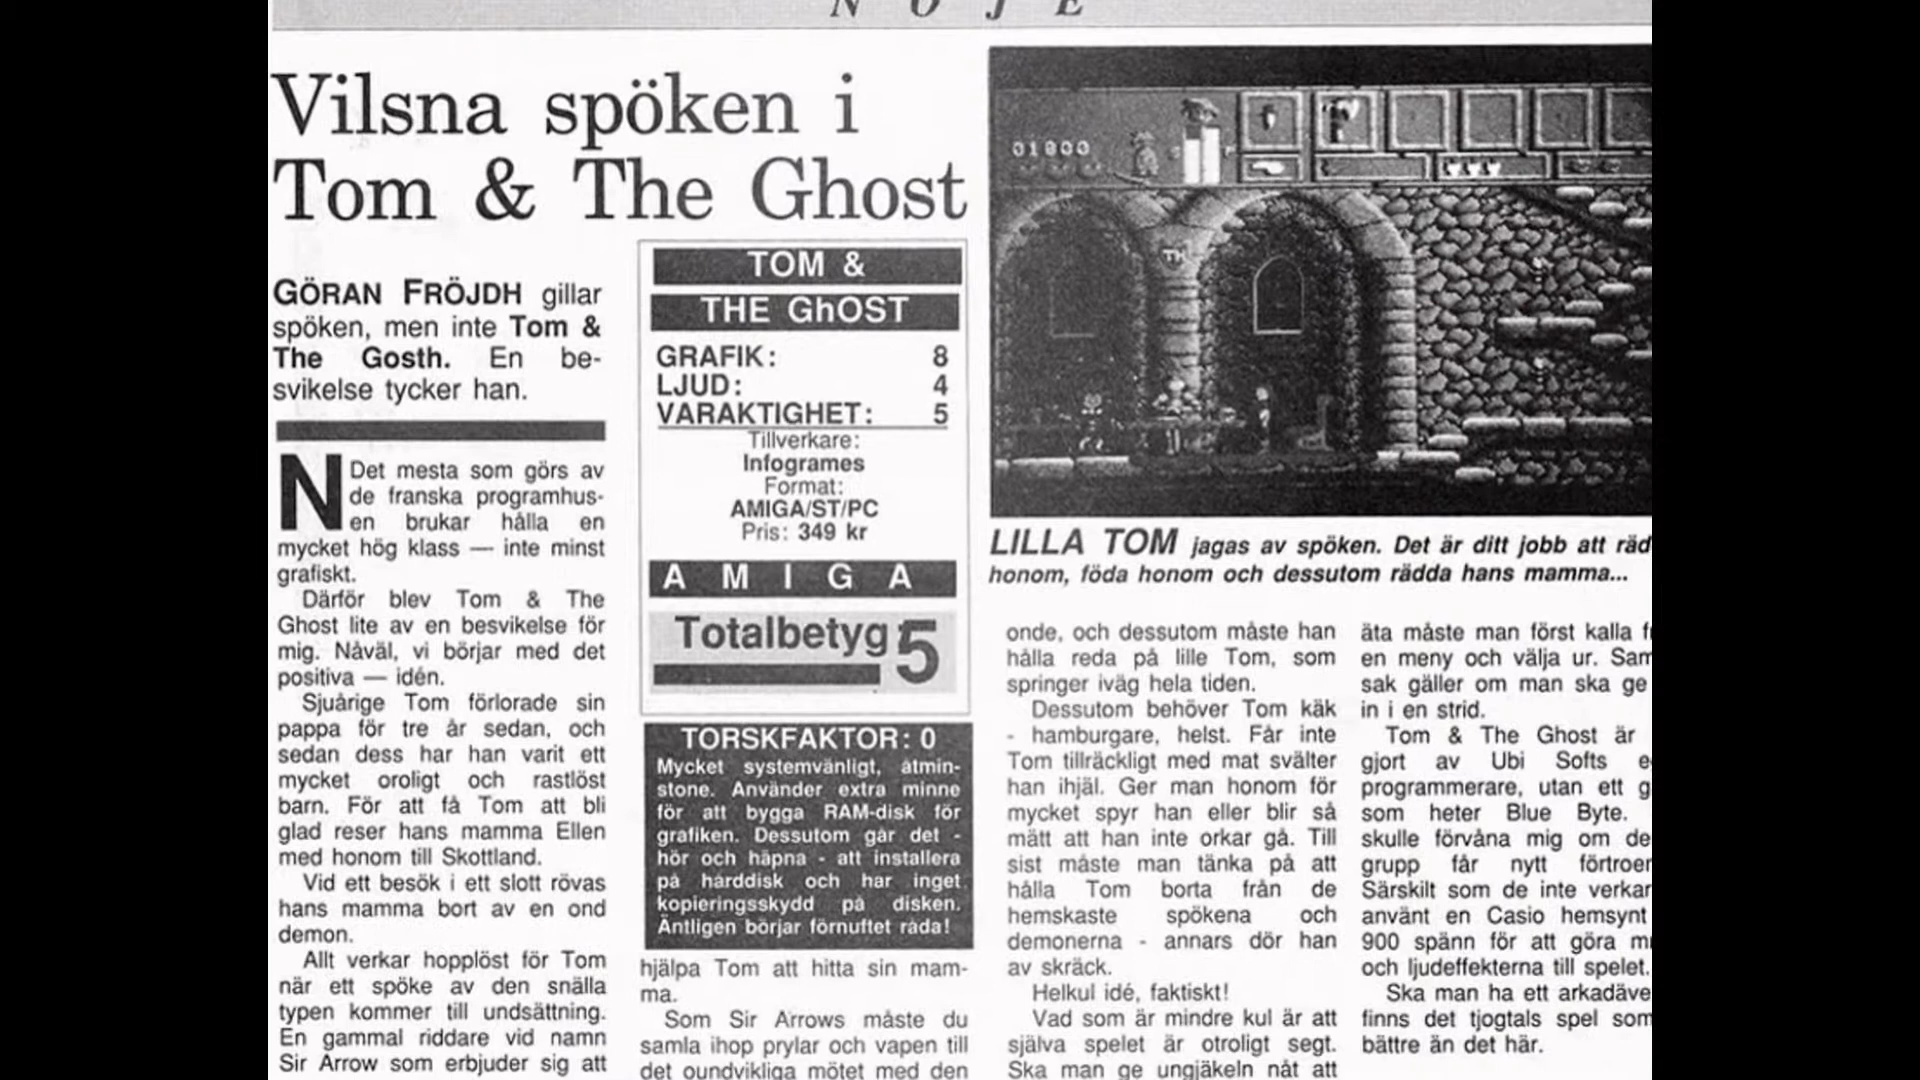 NÖJE
Vilsna spöken i
Tom & The Ghost
GÖRAN FRÖJDH gillar
spöken, men inte Tom &
The Gosth. En be-
svikelse tycker han.
N Det mesta som görs av
de franska programhus-
en brukar hålla en
mycket hög klass — inte minst
grafiskt.
Därför blev Tom & The
Ghost lite av en besvikelse för
mig. Nåväl, vi börjar med det
positiva — idén.
Sjuårige Tom förlorade sin
pappa för tre år sedan, och
sedan dess har han varit ett
mycket oroligt och rastlöst
barn. För att få Tom att bli
glad reser hans mamma Ellen
med honom till Skottland.
Vid ett besök i ett slott rövas
hans mamma bort av en ond
demon.
Allt verkar hopplöst för Tom
när ett spöke av den snälla
typen kommer till undsättning.
En gammal riddare vid namn
Sir Arrow som erbjuder sig att
TOM &
THE GhOST
GRAFIK: 8
LJUD: 4
VARAKTIGHET: 5
Tillverkare:
Infogrames
Format:
AMIGA/ST/PC
Pris: 349 kr
AMIGA
Totalbetyg 5
TORSKFAKTOR: 0
Mycket systemvänligt, åtmin-
stone. Använder extra minne
för att bygga RAM-disk för
grafiken. Dessutom går det -
hör och häpna - att installera
på hårddisk och har inget
kopieringsskydd på disken.
Äntligen börjar förnuftet råda!
hjälpa Tom att hitta sin mam-
ma.
Som Sir Arrows måste du
samla ihop prylar och vapen till
det oundvikliga mötet med den
01800
LILLA TOM jagas av spöken. Det är ditt jobb att räd
honom, föda honom och dessutom rädda hans mamma...
onde, och dessutom måste han
hålla reda på lille Tom, som
springer iväg hela tiden.
Dessutom behöver Tom käk
- hamburgare, helst. Får inte
Tom tillräckligt med mat svälter
han ihjäl. Ger man honom för
mycket spyr han eller blir så
mätt att han inte orkar gå. Till
sist måste man tänka på att
hålla Tom borta från de
hemskaste spökena och
demonerna - annars dör han
av skräck.
Helkul idé, faktiskt!
Vad som är mindre kul är att
själva spelet är otroligt segt.
Ska man ge ungjäkeln nåt att
äta måste man först kalla f
en meny och välja ur. Sam
sak gäller om man ska ge
in i en strid.
Tom & The Ghost är
gjort av Ubi Softs e
programmerare, utan ett g
som heter Blue Byte.
skulle förvåna mig om de
grupp får nytt förtroer
Särskilt som de inte verkar
använt en Casio hemsynt
900 spänn för att göra m
och ljudeffekterna till spelet.
Ska man ha ett arkadäve
finns det tjogtals spel som
bättre än det här.